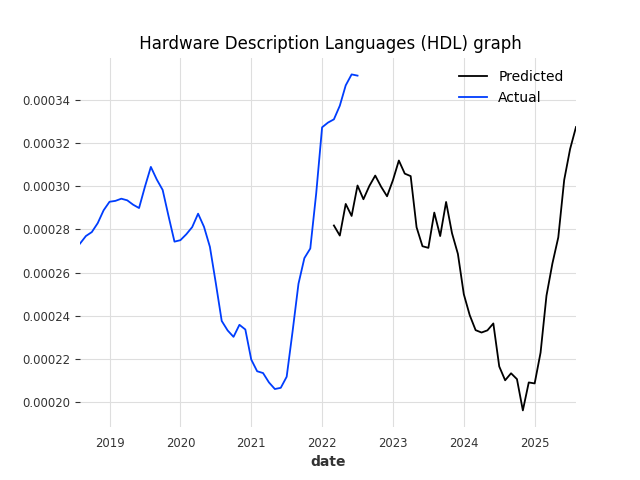 Hardware Description Languages (HDL) graph
Predicted
Actual
0.00034
0.00032
0.00030
0.00028
0.00026
0.00024
0.00022
0.00020
2019 2020 2021 2022 2023 2024 2025
date